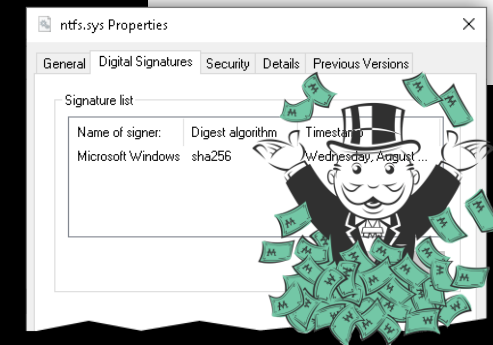 ntfs.sys Properties
General Digital Signatures Security Details Previous Versions
Signature list
Name of signer: Digest algorithm Timestamp
Microsoft Windows sha256 Wednesday, August ...